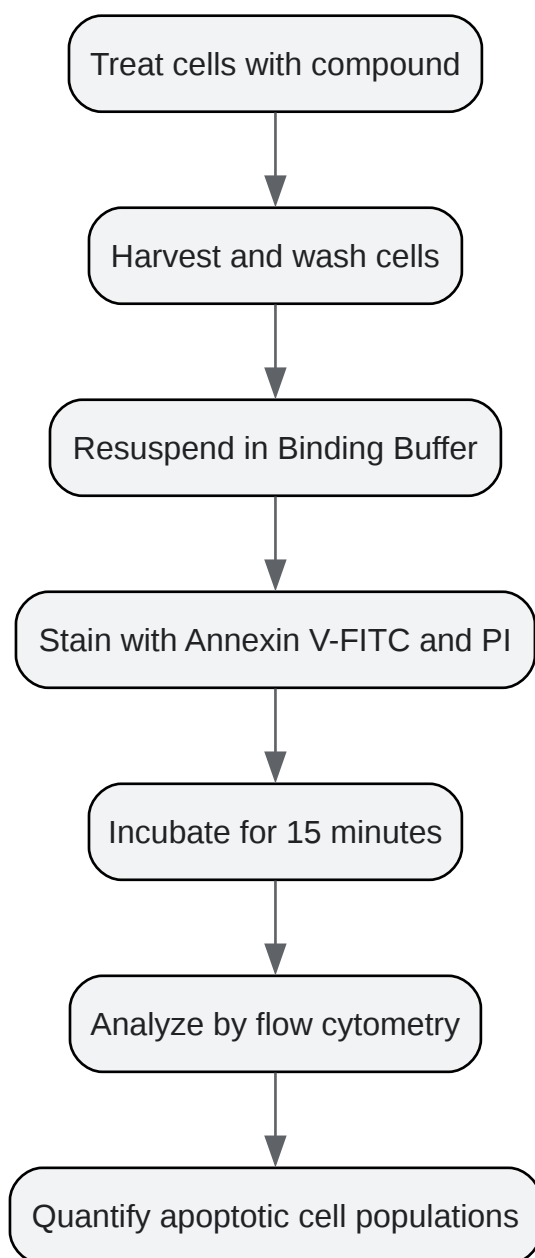 Treat cells with compound
Harvest and wash cells
Resuspend in Binding Buffer
Stain with Annexin V-FITC and PI
Incubate for 15 minutes
Analyze by flow cytometry
Quantify apoptotic cell populations